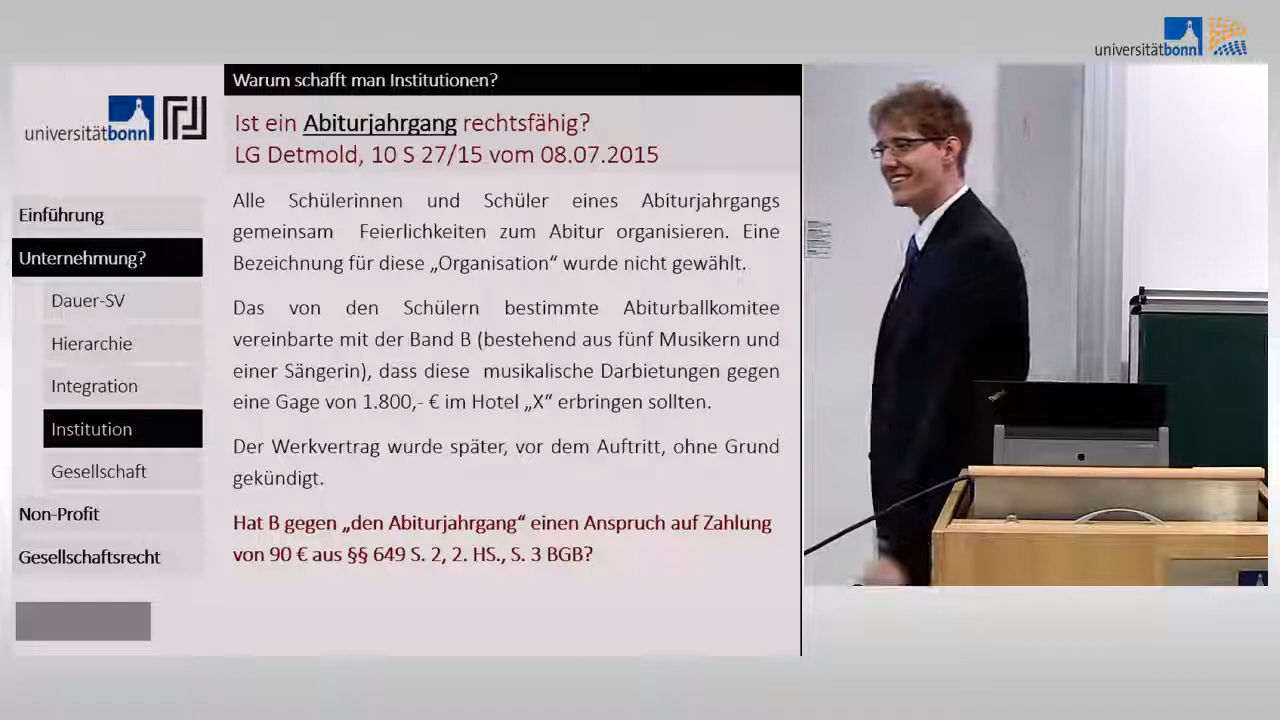 universitätbonn
Warum schafft man Institutionen?
universitätbonn
Ist ein Abiturjahrgang rechtsfähig?
LG Detmold, 10 S 27/15 vom 08.07.2015
Einführung
Unternehmung?
Dauer-SV
Hierarchie
Integration
Institution
Gesellschaft
Non-Profit
Gesellschaftsrecht
Alle Schülerinnen und Schüler eines Abiturjahrgangs
gemeinsam Feierlichkeiten zum Abitur organisieren. Eine
Bezeichnung für diese „Organisation“ wurde nicht gewählt.
Das von den Schülern bestimmte Abiturballkomitee
vereinbarte mit der Band B (bestehend aus fünf Musikern und
einer Sängerin), dass diese musikalische Darbietungen gegen
eine Gage von 1.800,- € im Hotel „X“ erbringen sollten.
Der Werkvertrag wurde später, vor dem Auftritt, ohne Grund
gekündigt.
Hat B gegen „den Abiturjahrgang“ einen Anspruch auf Zahlung
von 90 € aus §§ 649 S. 2, 2. HS., S. 3 BGB?